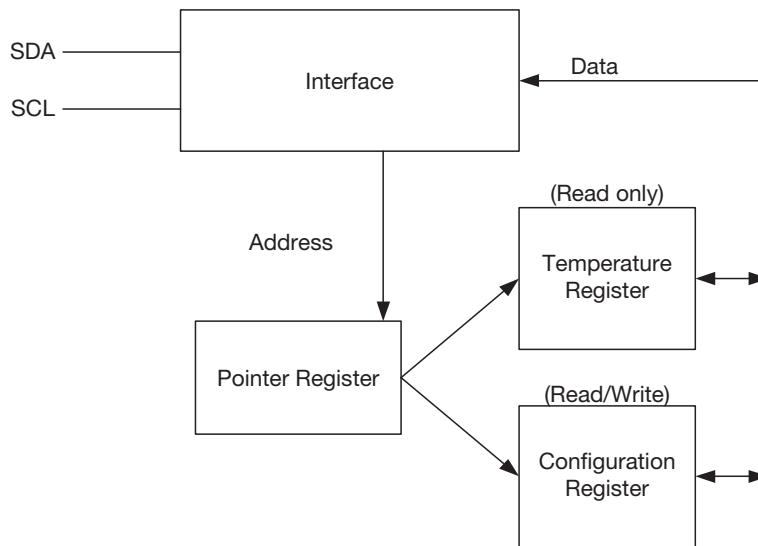 SDA
SCL
Interface
Data
Address
(Read only)
Temperature
Register
Pointer Register
(Read/Write)
Configuration
Register